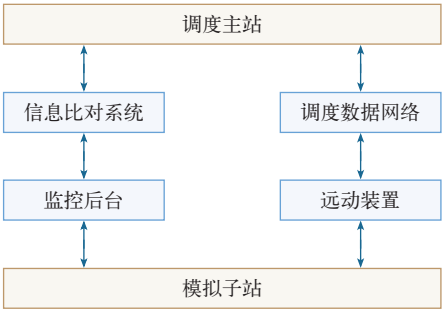 调度主站
信息比对系统
调度数据网络
监控后台
远动装置
模拟子站